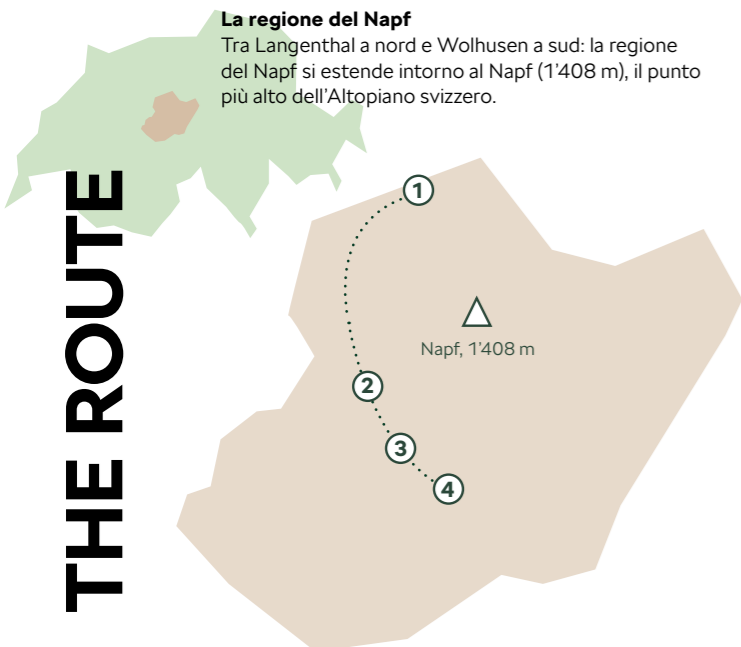 La regione del Napf
Tra Langenthal a nord e Wolhusen a sud: la regione
del Napf si estende intorno al Napf (1’408 m), il punto
più alto dell’Altopiano svizzero.
THE ROUTE
1
Napf, 1’408 m
2
3
4